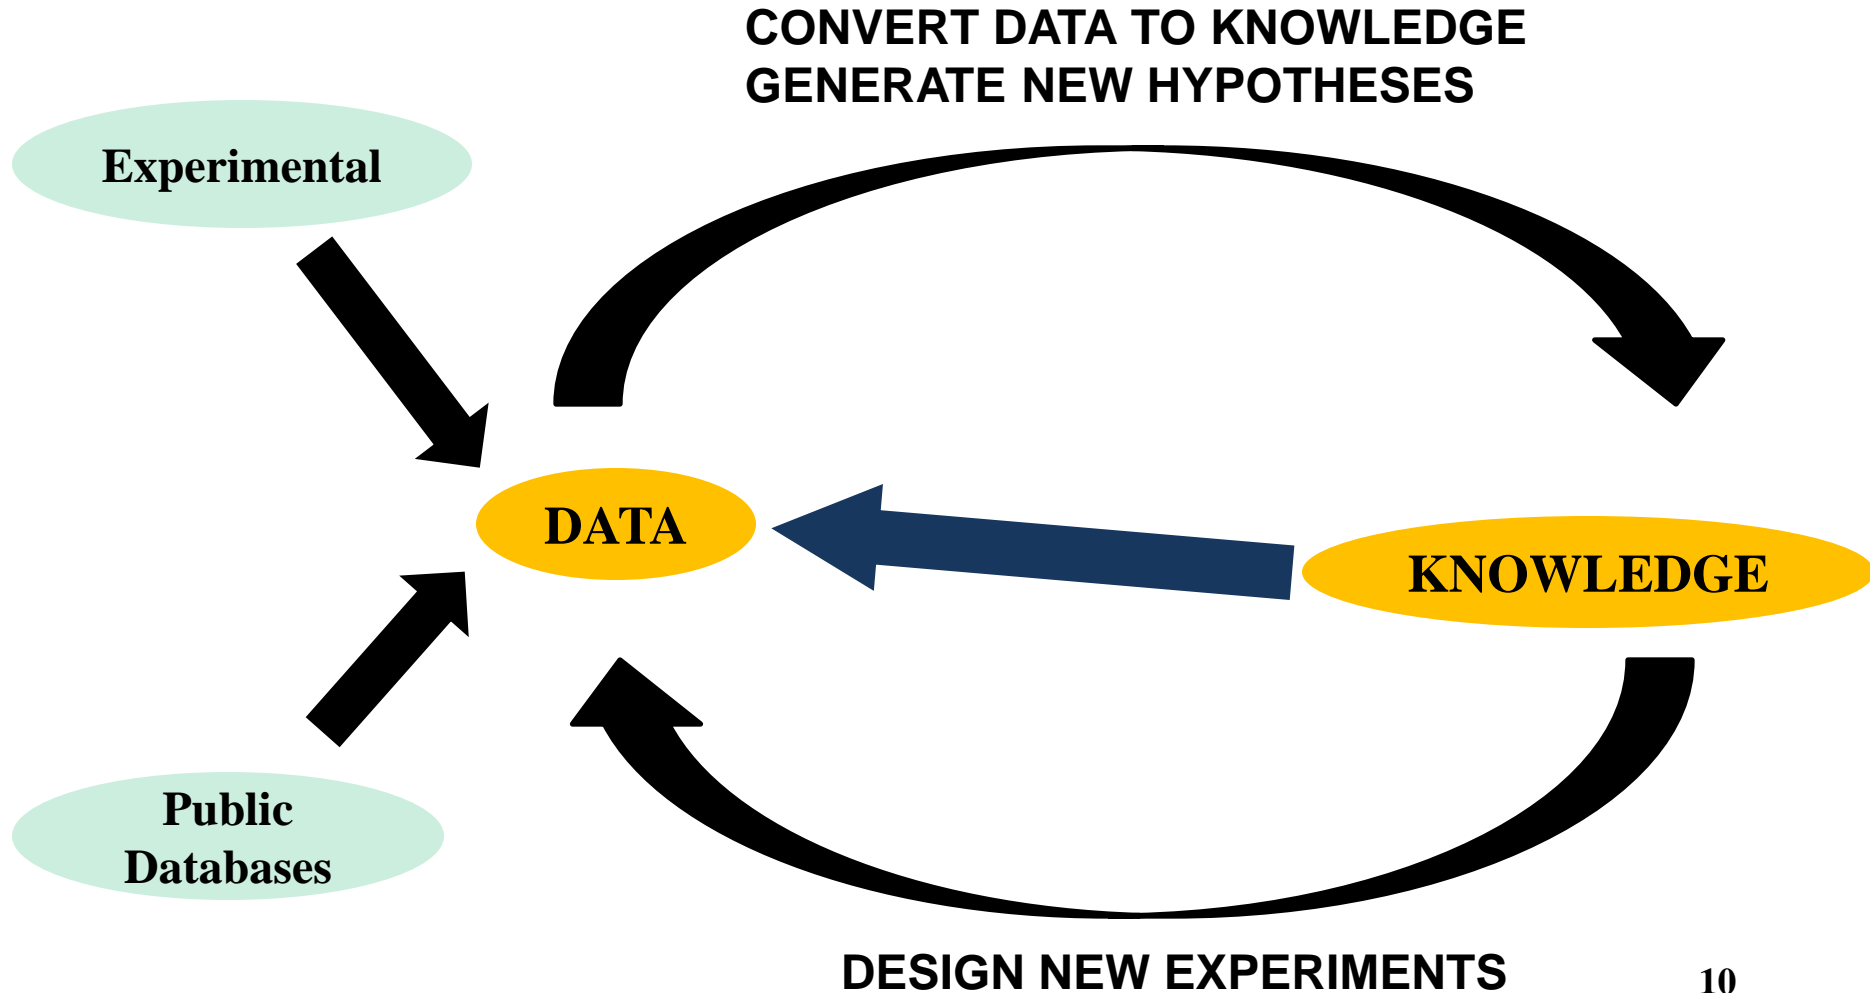 CONVERT DATA TO KNOWLEDGE
GENERATE NEW HYPOTHESES
Experimental
DATA
KNOWLEDGE
Public
Databases
DESIGN NEW EXPERIMENTS
10